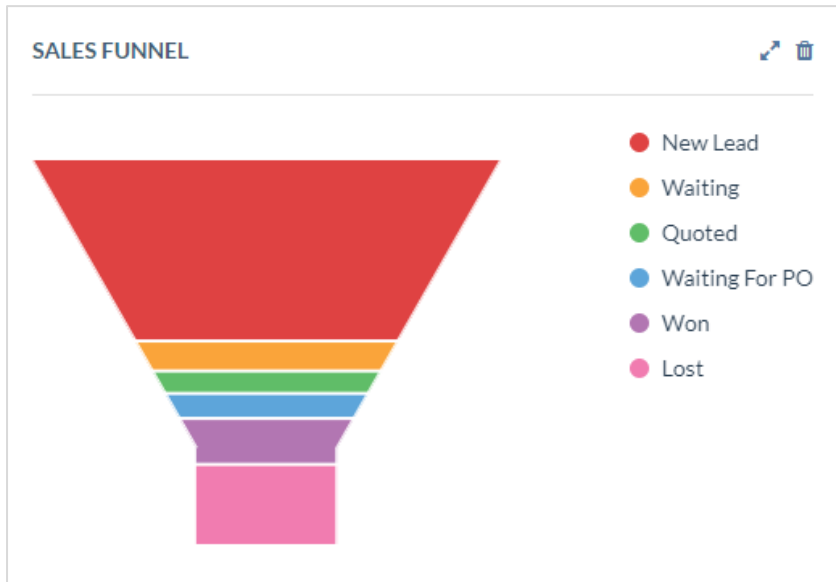 SALES FUNNEL
New Lead
Waiting
Quoted
Waiting For PO
Won
Lost